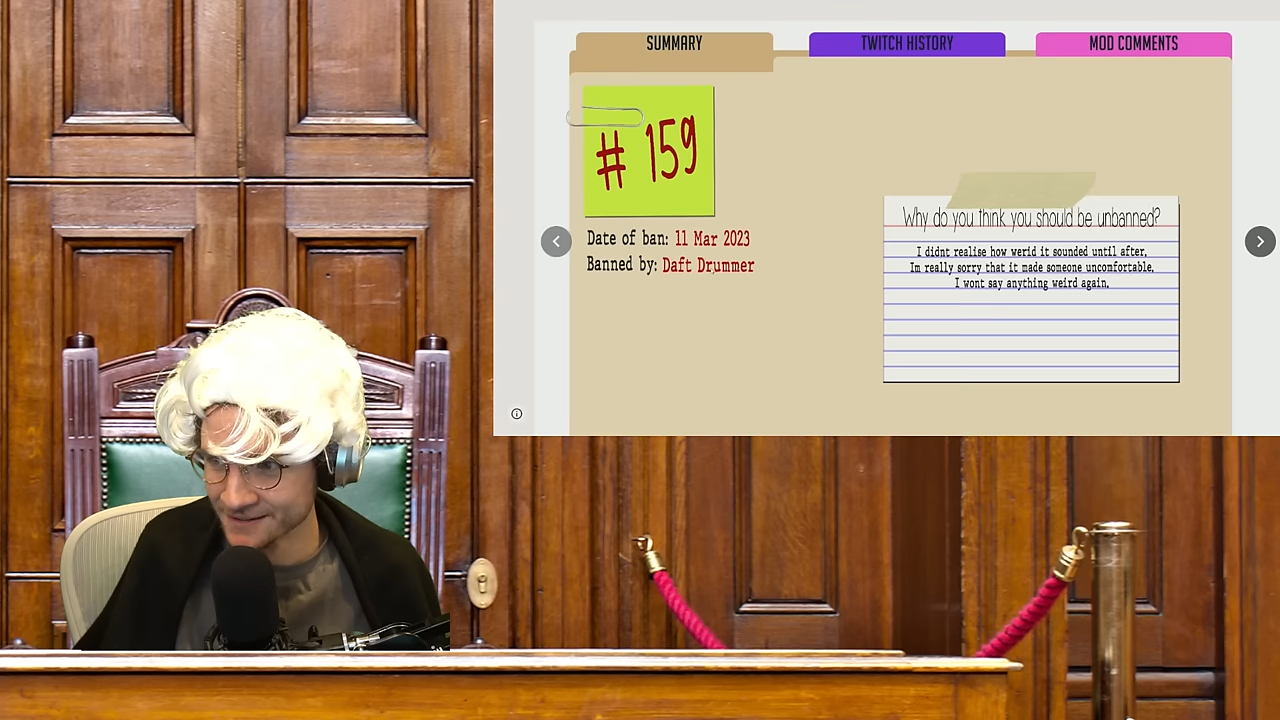 SUMMARY
TWITCH HISTORY
MOD COMMENTS
# 159
Date of ban: 11 Mar 2023
Banned by: Daft Drummer
Why do you think you should be unbanned?
I didnt realise how werid it sounded until after,
Im really sorry that it made someone uncomfortable,
I wont say anything weird again,